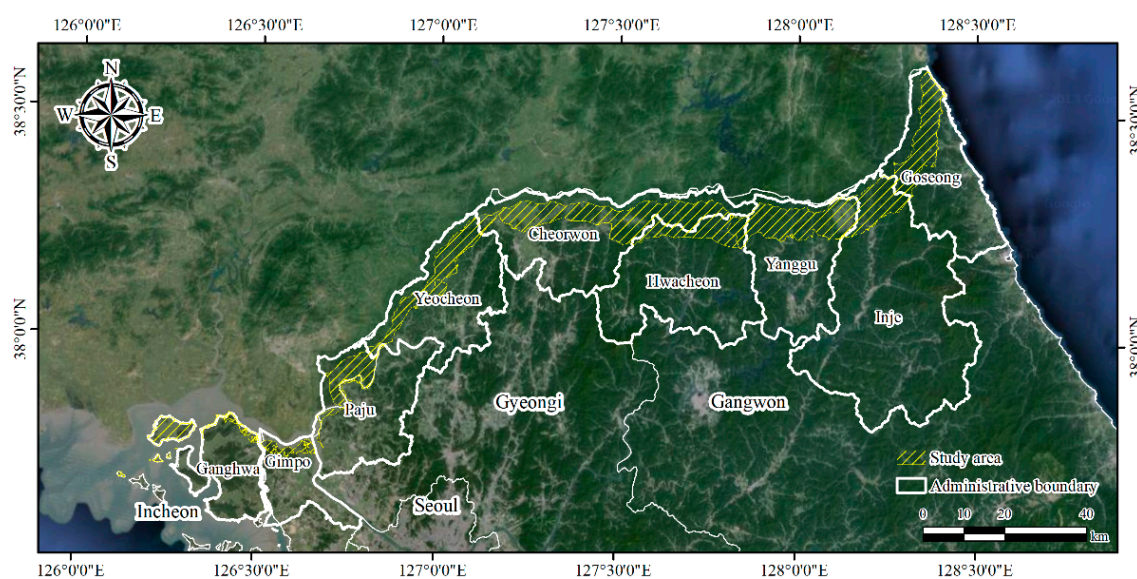 126°0'0"E 126°30'0"E 127°0'0"E 127°30'0"E 128°0'0"E 128°30'0"E
N
W E
S
38°30'0"N
38°30'0"N
Goseong
Cheorwon
Yanggu
Hwacheon
Yeocheon
Inje
38°0'0"N
38°0'0"N
Gyeongi
Gangwon
Paju
Gimpo
Ganghwa
Study area
Administrative boundary
Incheon
Seoul
0 10 20 40
km
126°0'0"E 126°30'0"E 127°0'0"E 127°30'0"E 128°0'0"E 128°30'0"E